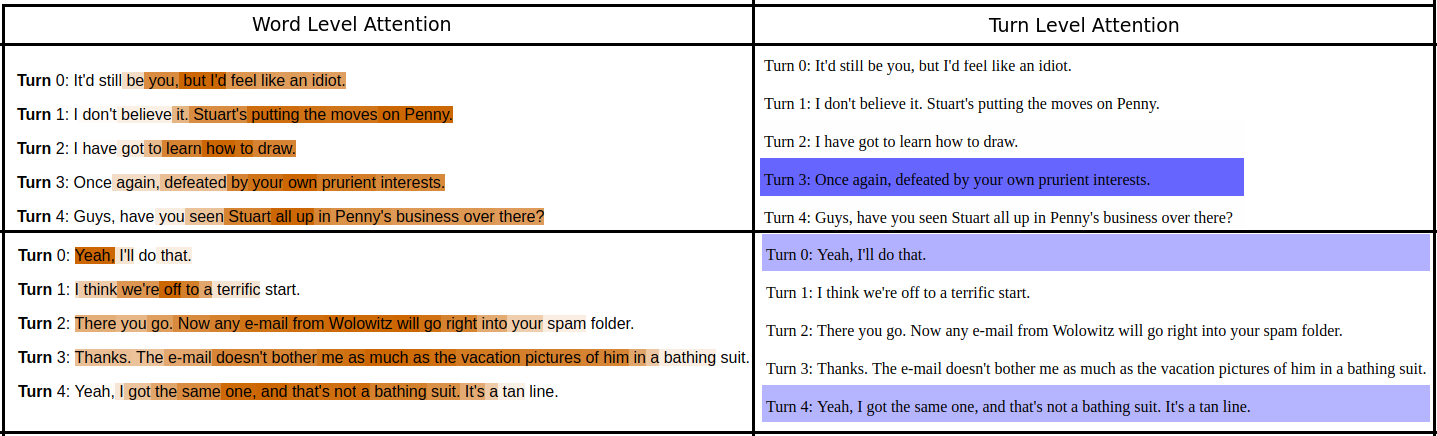 Word Level Attention
Turn Level Attention
Turn 0: It'd still be you, but I'd feel like an idiot.
Turn 1: I don't believe it. Stuart's putting the moves on Penny.
Turn 2: I have got to learn how to draw.
Turn 3: Once again, defeated by your own prurient interests.
Turn 4: Guys, have you seen Stuart all up in Penny's business over there?
Turn 0: It'd still be you, but I'd feel like an idiot.
Turn 1: I don't believe it. Stuart's putting the moves on Penny.
Turn 2: I have got to learn how to draw.
Turn 3: Once again, defeated by your own prurient interests.
Turn 4: Guys, have you seen Stuart all up in Penny's business over there?
Turn 0: Yeah, I'll do that.
Turn 1: I think we're off to a terrific start.
Turn 2: There you go. Now any e-mail from Wolowitz will go right into your spam folder.
Turn 3: Thanks. The e-mail doesn't bother me as much as the vacation pictures of him in a bathing suit.
Turn 4: Yeah, I got the same one, and that's not a bathing suit. It's a tan line.
Turn 0: Yeah, I'll do that.
Turn 1: I think we're off to a terrific start.
Turn 2: There you go. Now any e-mail from Wolowitz will go right into your spam folder.
Turn 3: Thanks. The e-mail doesn't bother me as much as the vacation pictures of him in a bathing suit.
Turn 4: Yeah, I got the same one, and that's not a bathing suit. It's a tan line.